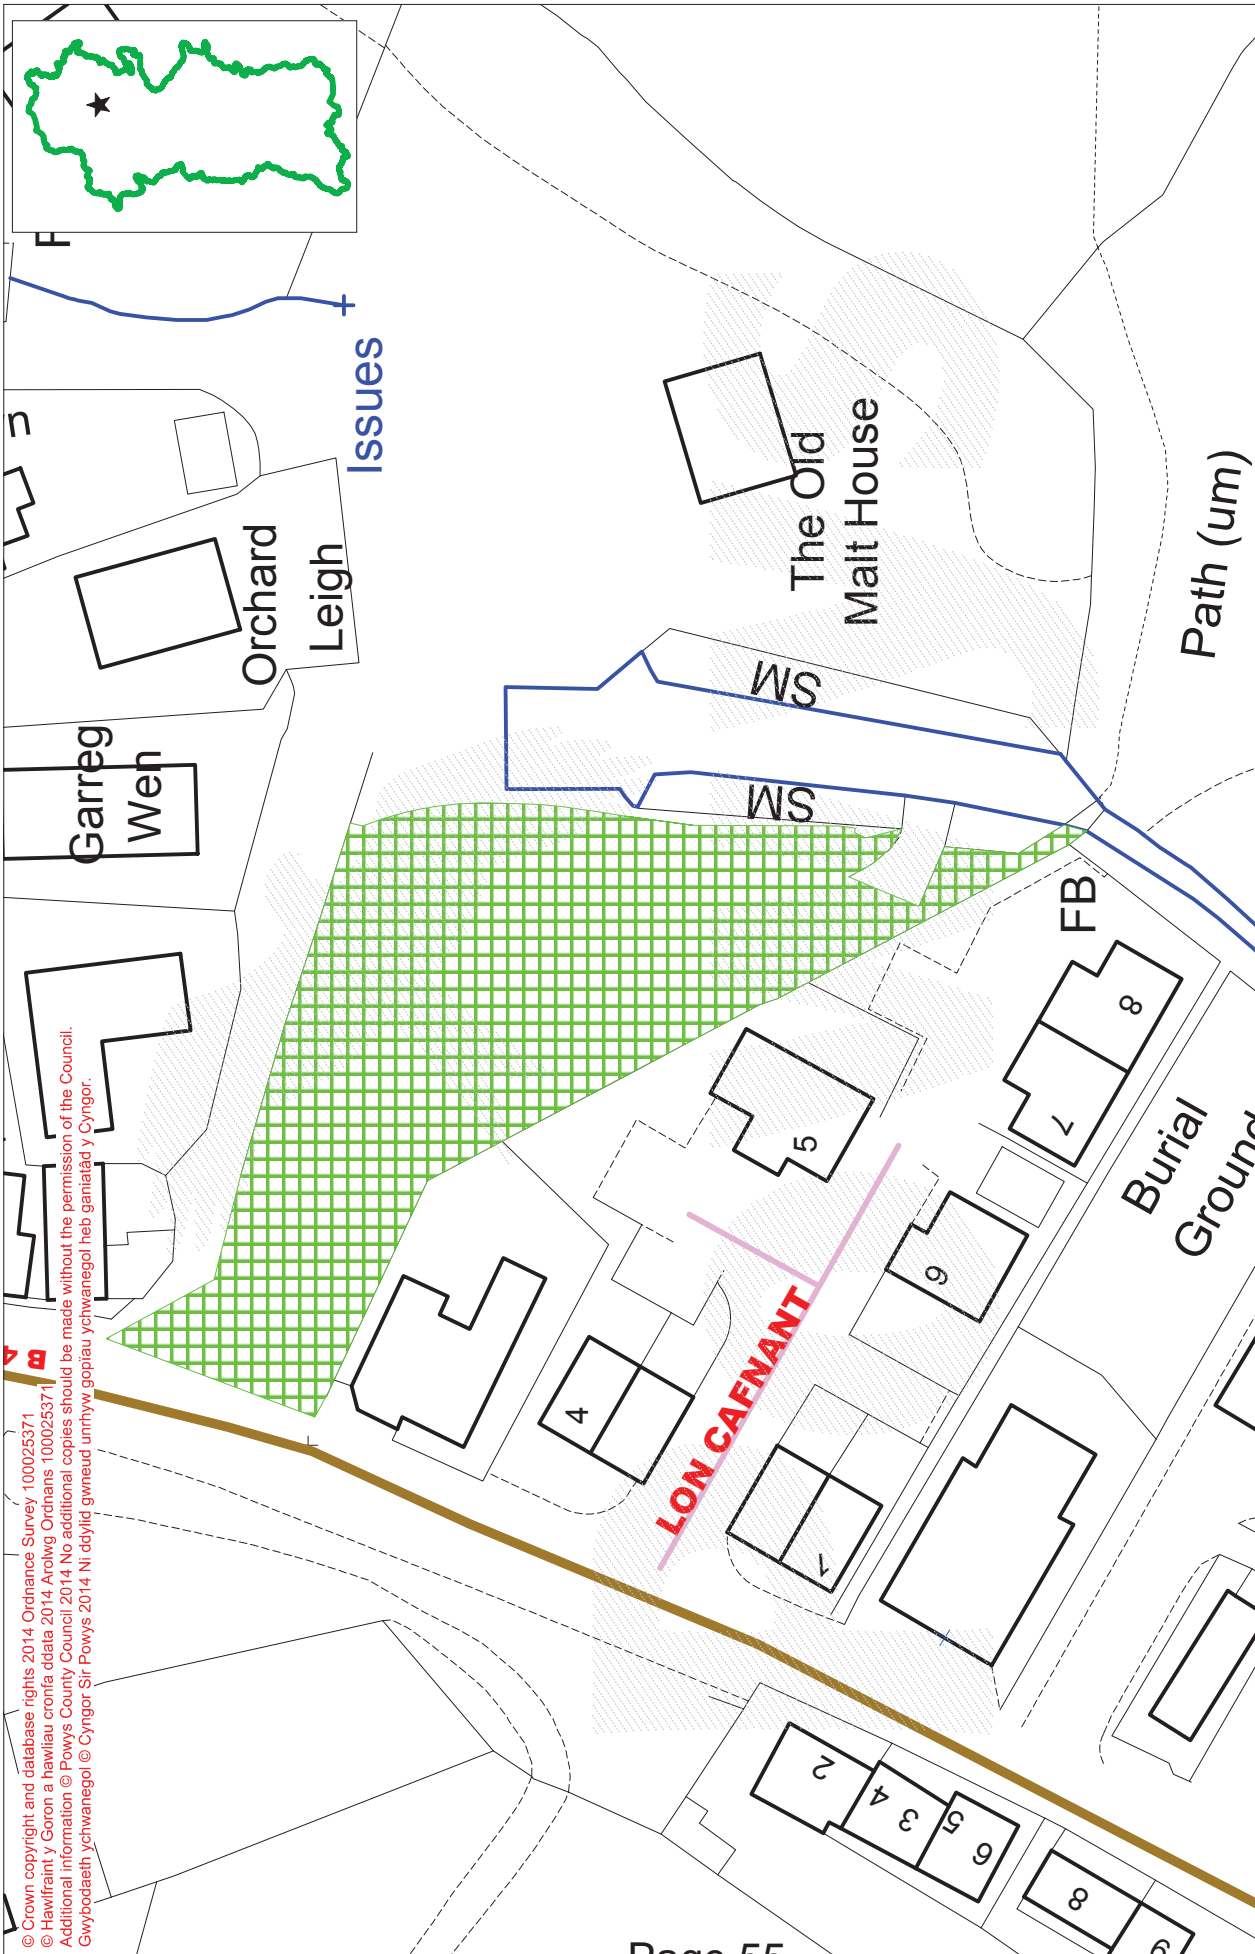 © Crown copyright and database rights 2014 Ordnance Survey 100025371
© Hawlfraint y Goron a hawliau cronfa ddata 2014 Arolwg Ordnans 100025371
Additional information © Powys County Council 2014 No additional copies should be made without the permission of the Council.
Gwybodaeth ychwanegol © Cyngor Sir Powys 2014 Ni ddylid gwneud unrhyw gopïau ychwanegol heb ganiatâd y Cyngor.
B 4
Garreg
Wen
Orchard
Leigh
Issues
The Old
Malt House
SM
SM
Path (um)
FB
Burial
Ground
LON CAFNANT
4
5
1
6
7
8
2
4
3
5
6
8
9
Page 55